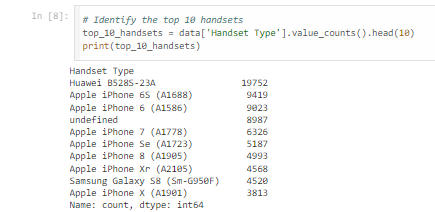 In [8]:
# Identify the top 10 handsets
top_10_handsets = data['Handset Type'].value_counts().head(10)
print(top_10_handsets)
Handset Type
Huawei B528S-23A 19752
Apple iPhone 6S (A1688) 9419
Apple iPhone 6 (A1586) 9023
undefined 8987
Apple iPhone 7 (A1778) 6326
Apple iPhone Se (A1723) 5187
Apple iPhone 8 (A1905) 4993
Apple iPhone Xr (A2105) 4568
Samsung Galaxy S8 (Sm-G950F) 4520
Apple iPhone X (A1901) 3813
Name: count, dtype: int64